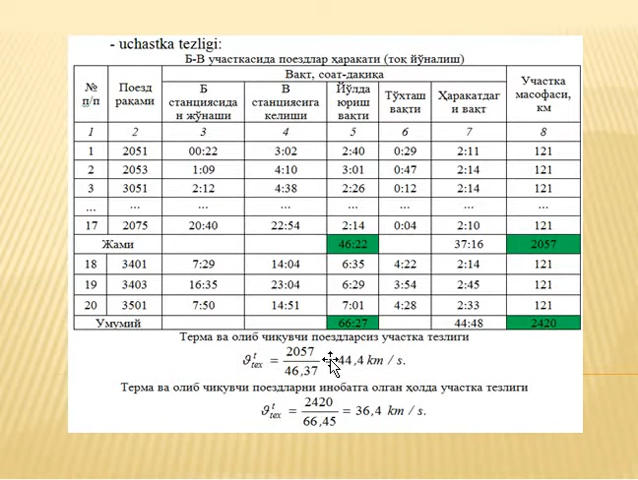 - uchastka tezligi:
Б-В участкасида поездлар ҳаракати (тоқ йўналиш)
№ п/п | Поезд раками | Вақт, соат-дақиқа | Участка масофаси, км
Б станциясидан жўнаши | В станциясига келиши | Йўлда юриш вақти | Тўхташ вақти | Ҳаракатдаги вақт
1 2 3 4 5 6 7 8
1 2051 00:22 3:02 2:40 0:29 2:11 121
2 2053 1:09 4:10 3:01 0:47 2:14 121
3 3051 2:12 4:38 2:26 0:12 2:14 121
... ... ... ... ... ... ... ...
17 2075 20:40 22:54 2:14 0:04 2:10 121
Жами 46:22 37:16 2057
18 3401 7:29 14:04 6:35 4:22 2:14 121
19 3403 16:35 23:04 6:29 3:54 2:45 121
20 3501 7:50 14:51 7:01 4:28 2:33 121
Умумий 66:27 44:48 2420
Терма ва олиб чиқувчи поездларсиз участка тезлиги
ϑ^t_tex = 2057 / 46,37 44,4 km / s.
Терма ва олиб чиқувчи поездларни инобатга олган ҳолда участка тезлиги
ϑ^t_tex = 2420 / 66,45 = 36,4 km / s.